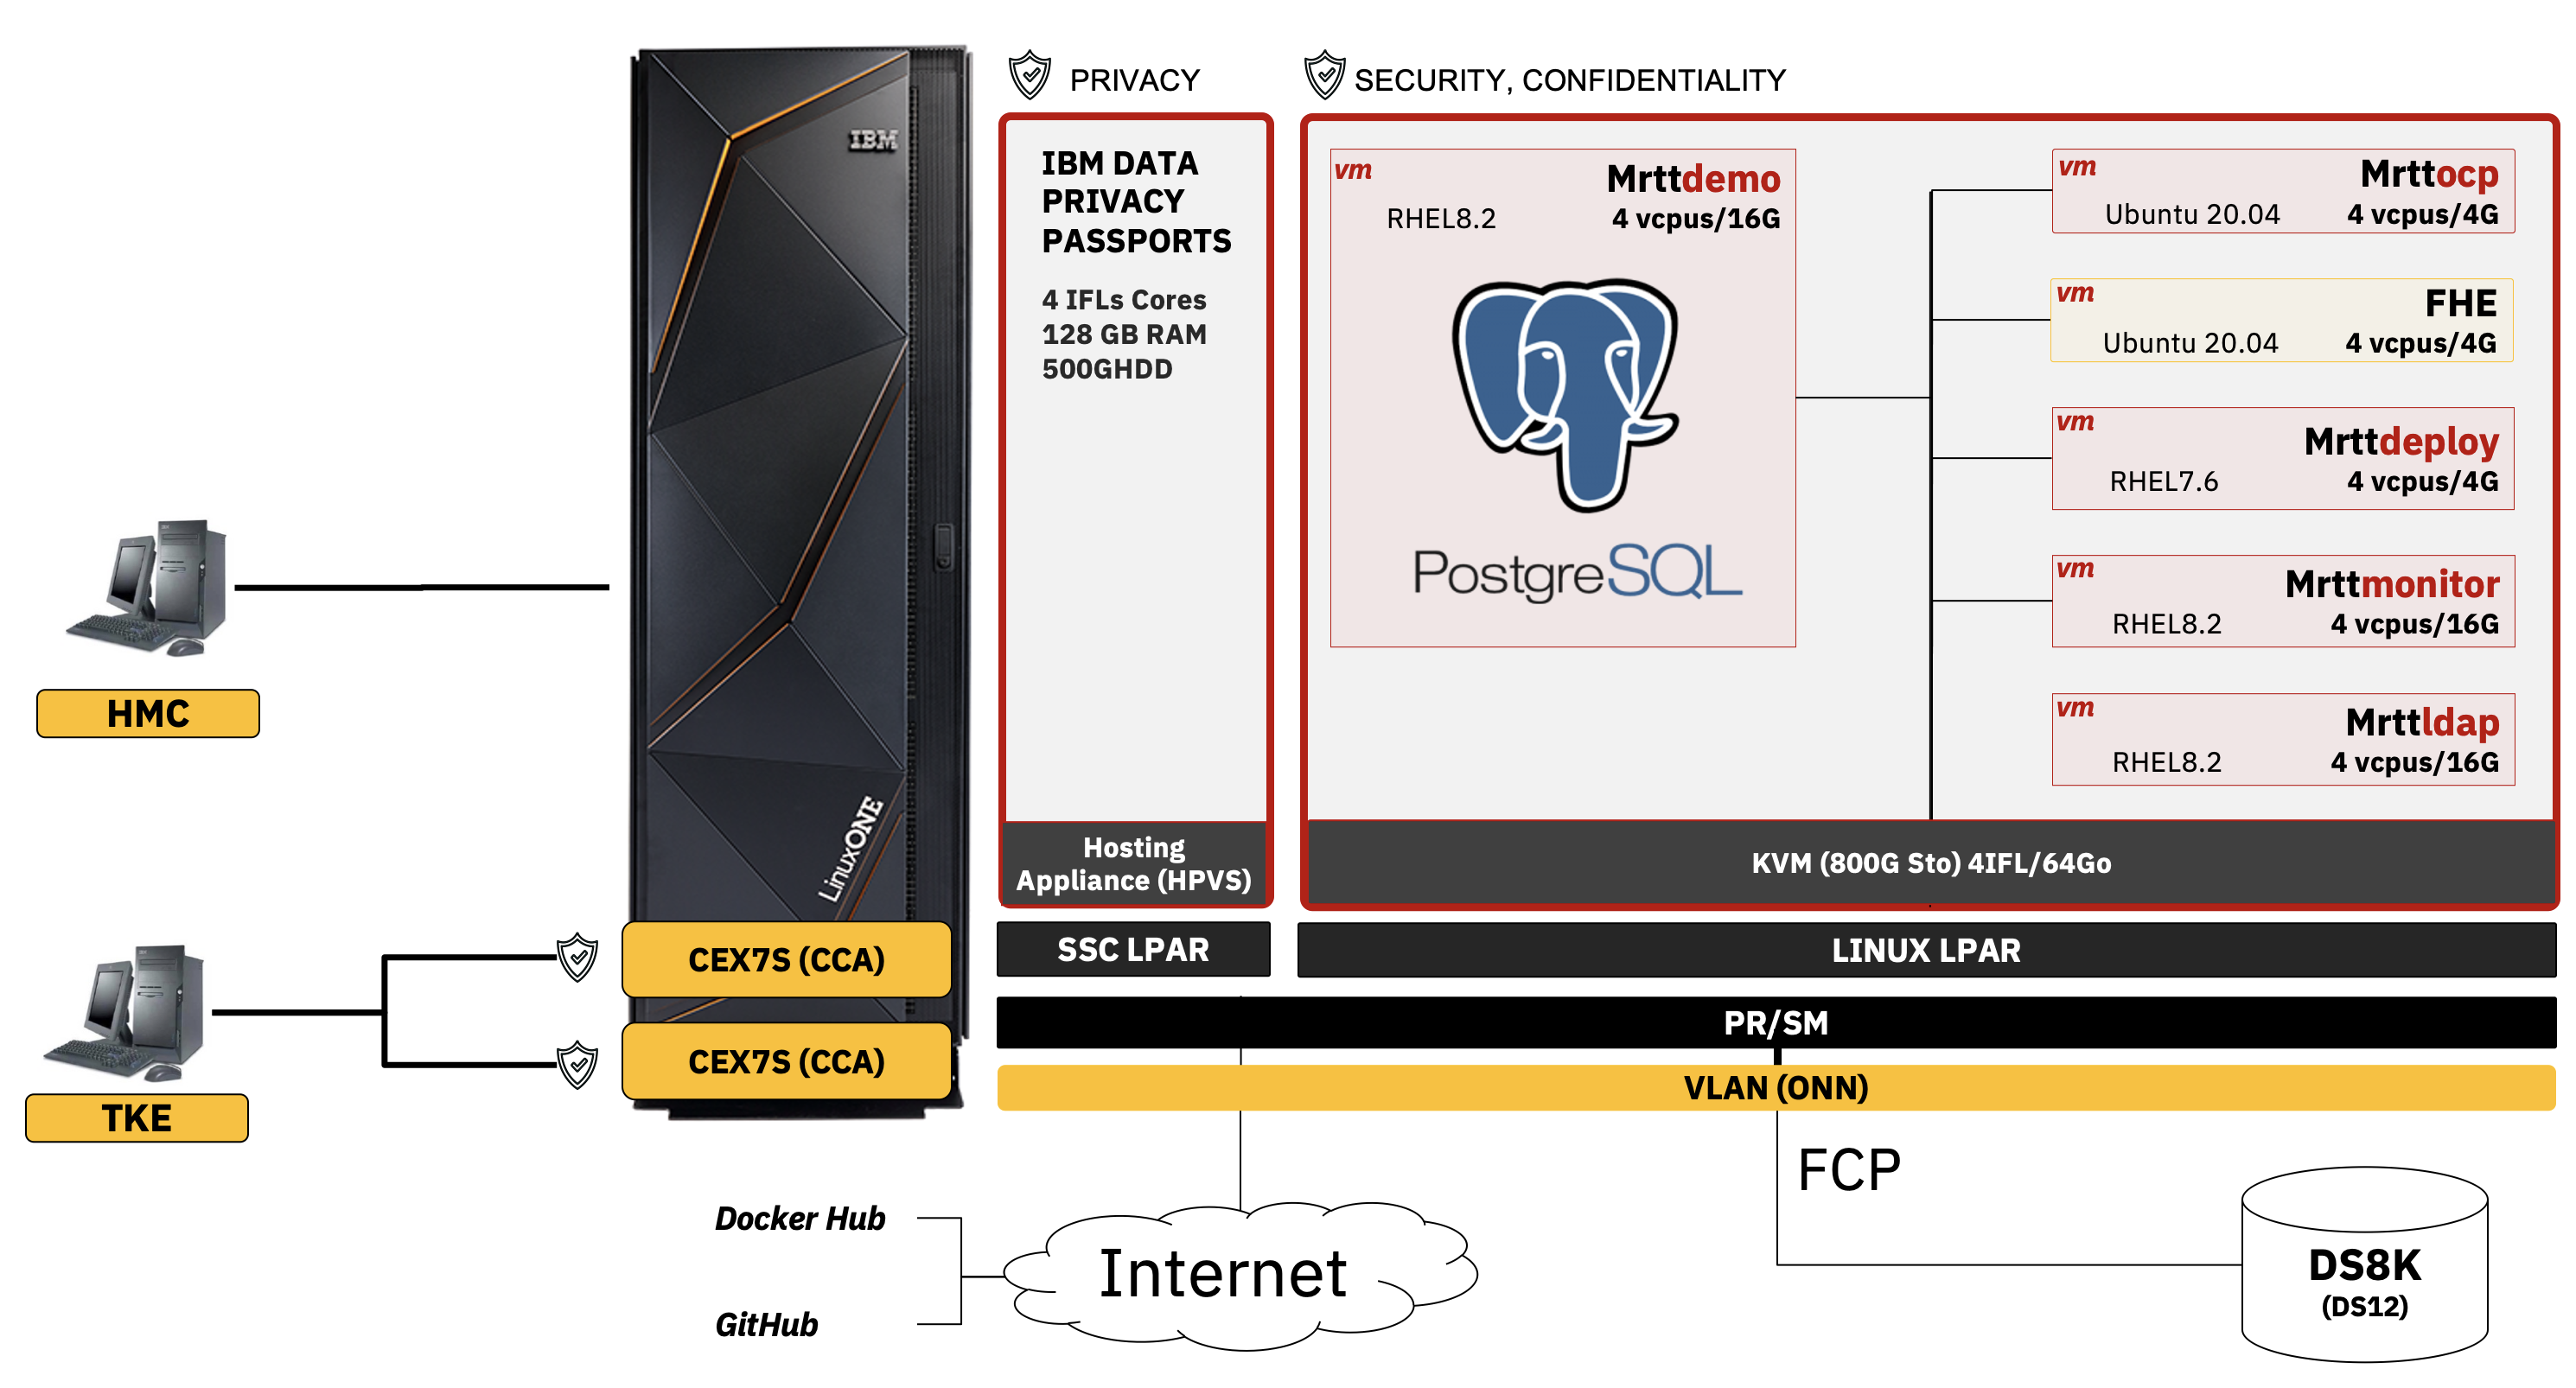 PRIVACY
SECURITY, CONFIDENTIALITY
IBM
IBM DATA
PRIVACY
PASSPORTS
4 IFLs Cores
128 GB RAM
500GHDD
Hosting
Appliance (HPVS)
vm
Mrttdemo
RHEL8.2
4 vcpus/16G
PostgreSQL
vm
Mrttocp
Ubuntu 20.04
4 vcpus/4G
vm
FHE
Ubuntu 20.04
4 vcpus/4G
vm
Mrttdeploy
RHEL7.6
4 vcpus/4G
vm
Mrttmonitor
RHEL8.2
4 vcpus/16G
vm
Mrttldap
RHEL8.2
4 vcpus/16G
KVM (800G Sto) 4IFL/64Go
HMC
LinuxONE
TKE
CEX7S (CCA)
CEX7S (CCA)
SSC LPAR
LINUX LPAR
PR/SM
VLAN (ONN)
FCP
Docker Hub
GitHub
Internet
DS8K
(DS12)